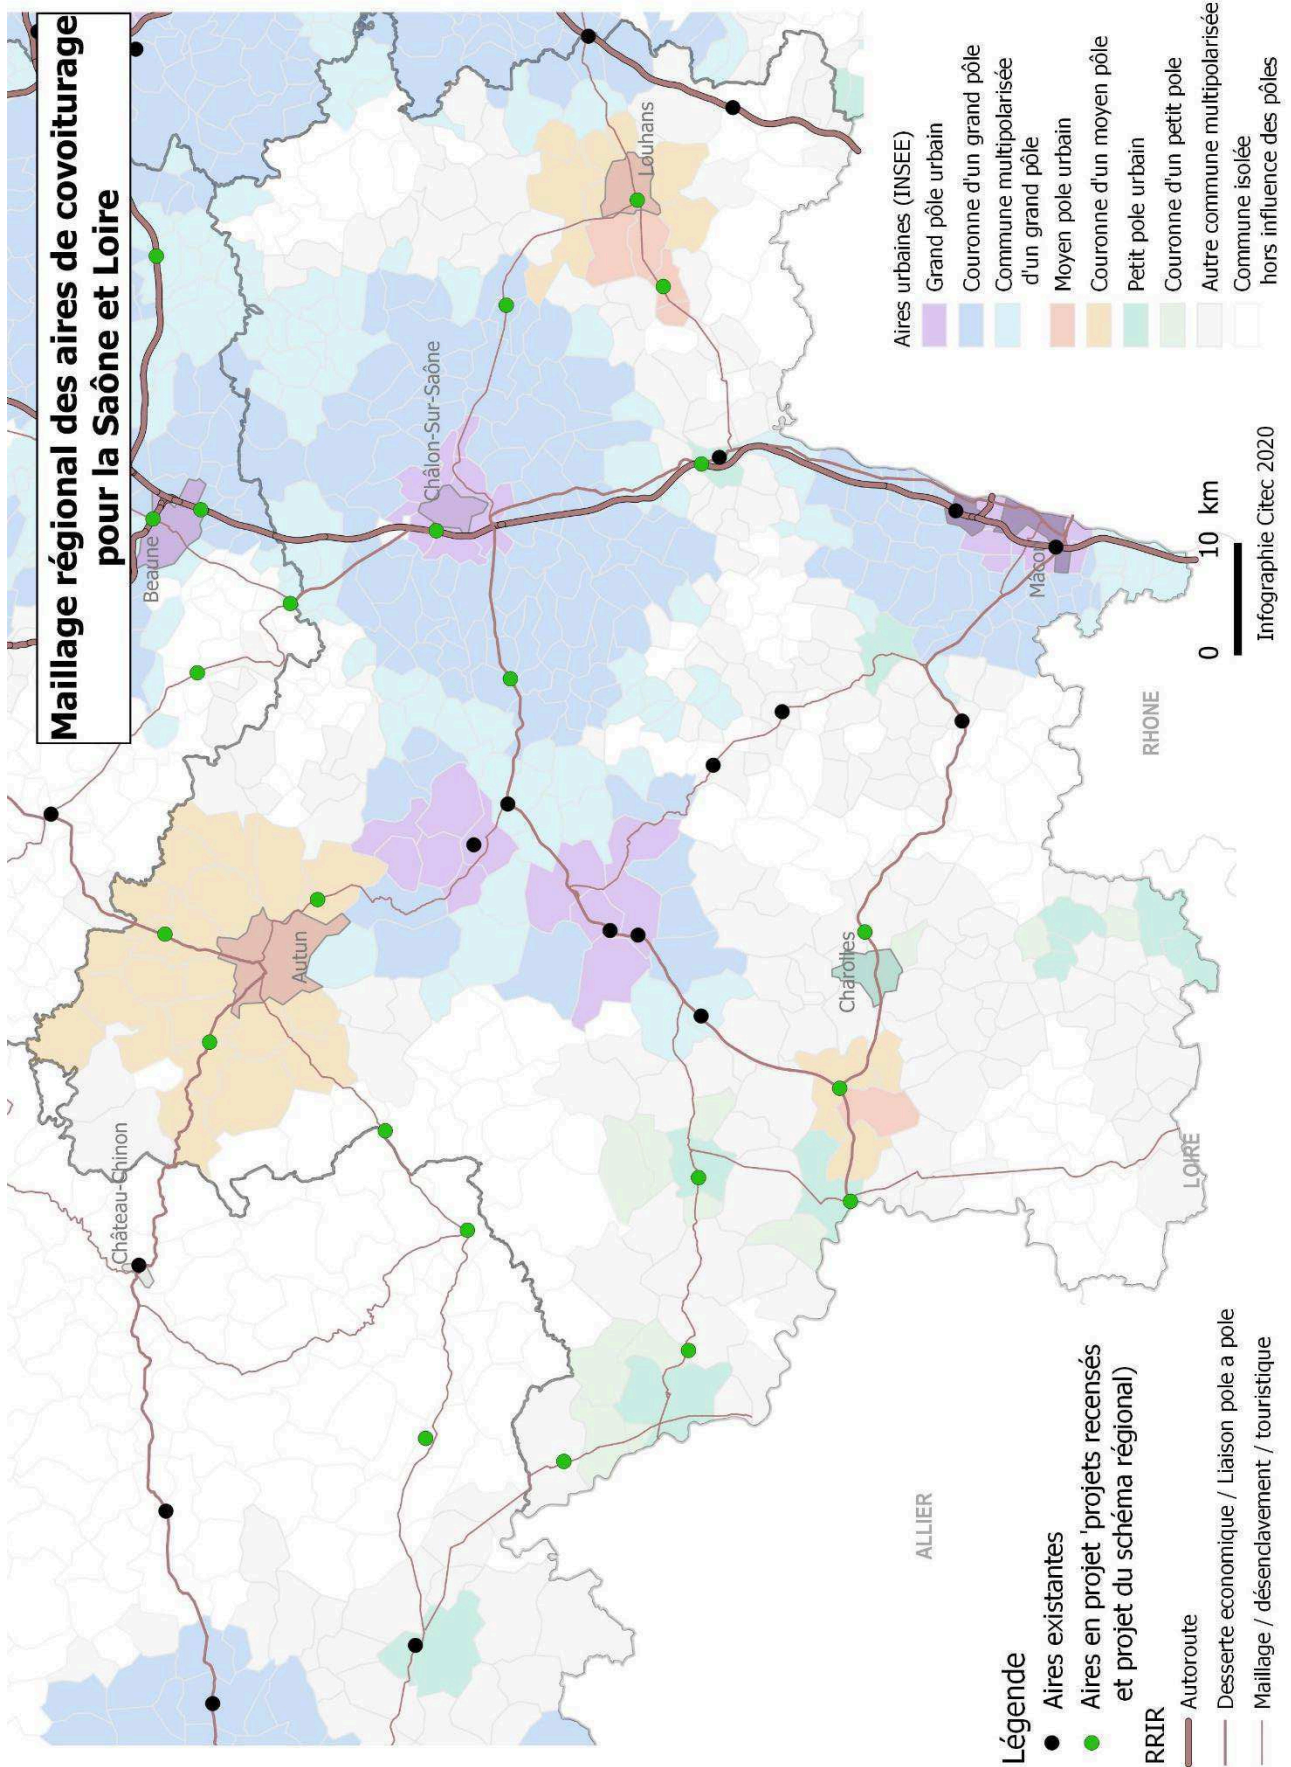 Maillage régional des aires de covoiturage
pour la Saône et Loire
Château-Chinon
Autun
Beaune
Châlon-Sur-Saône
Louhans
Charolles
Mâcon
ALLIER
LOIRE
RHONE
Légende
Aires existantes
Aires en projet 'projets recensés
et projet du schéma régional)
RRIR
Autoroute
Desserte economique / Liaison pole a pole
Maillage / désenclavement / touristique
0 10 km
Infographie Citec 2020
Aires urbaines (INSEE)
Grand pôle urbain
Couronne d'un grand pôle
Commune multipolarisée
d'un grand pôle
Moyen pole urbain
Couronne d'un moyen pôle
Petit pole urbain
Couronne d'un petit pole
Autre commune multipolarisée
Commune isolée
hors influence des pôles